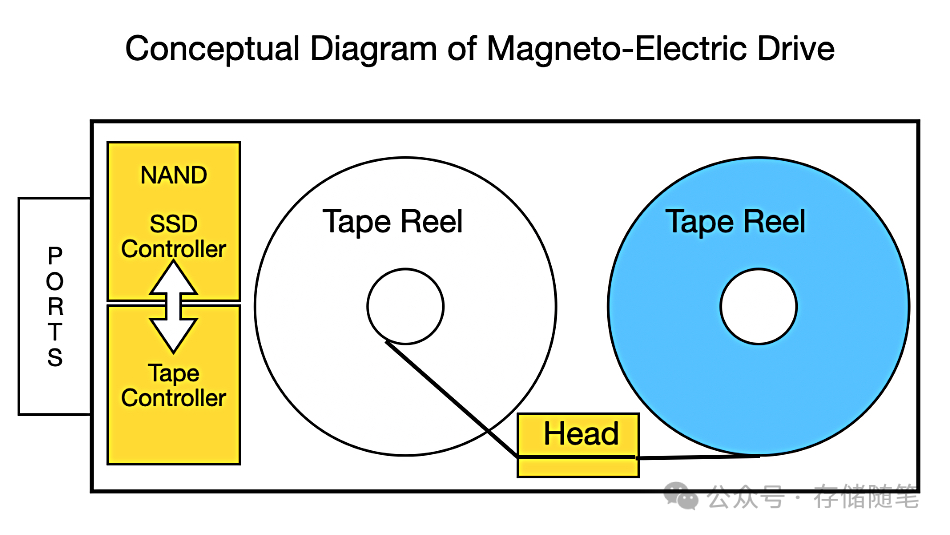 Conceptual Diagram of Magneto-Electric Drive
PORTS
NAND
SSD
Controller
Tape
Controller
Tape Reel
Tape Reel
Head
公众号 · 存储随笔